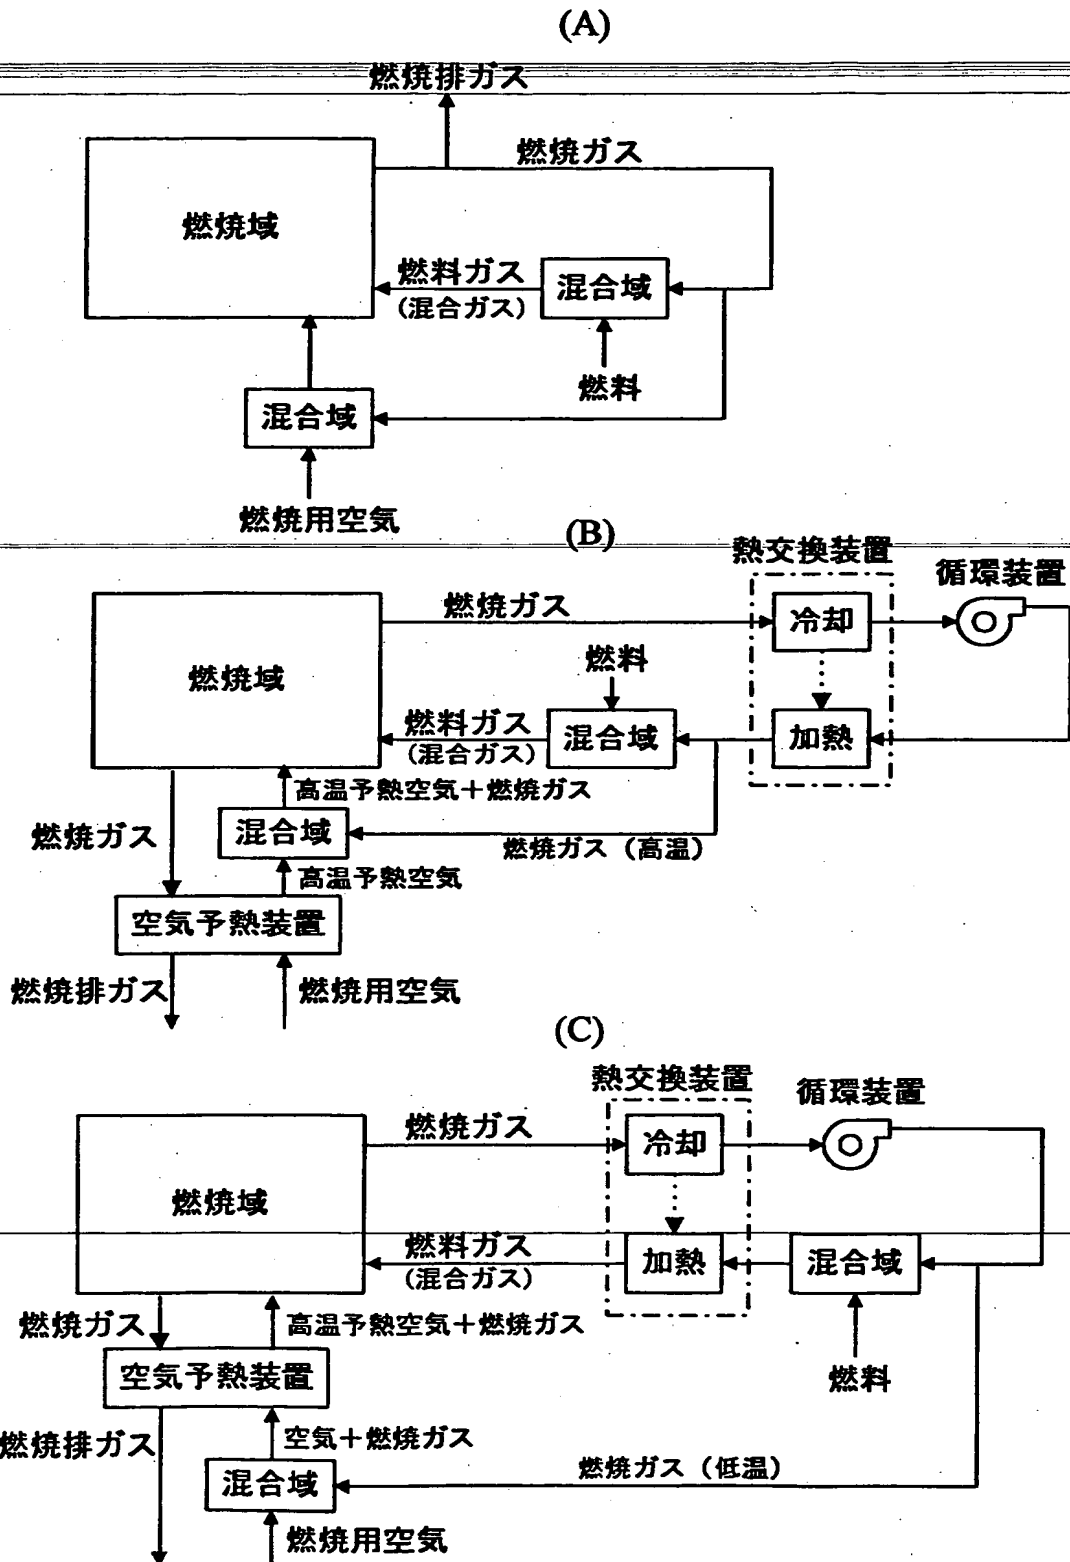 (A)
燃焼排ガス
燃焼ガス
燃焼域
燃料ガス
(混合ガス)
混合域
燃料
混合域
燃焼用空気
(B)
熱交換装置
循環装置
燃焼ガス
冷却
燃料
燃焼域
燃料ガス
(混合ガス)
混合域
加熱
高温予熱空気+燃焼ガス
燃焼ガス
混合域
燃焼ガス (高温)
高温予熱空気
空気予熱装置
燃焼排ガス
燃焼用空気
(C)
熱交換装置
循環装置
燃焼ガス
冷却
燃焼域
燃料ガス
(混合ガス)
加熱
混合域
燃焼ガス
高温予熱空気+燃焼ガス
空気予熱装置
燃料
燃焼排ガス
空気+燃焼ガス
燃焼ガス (低温)
混合域
燃焼用空気